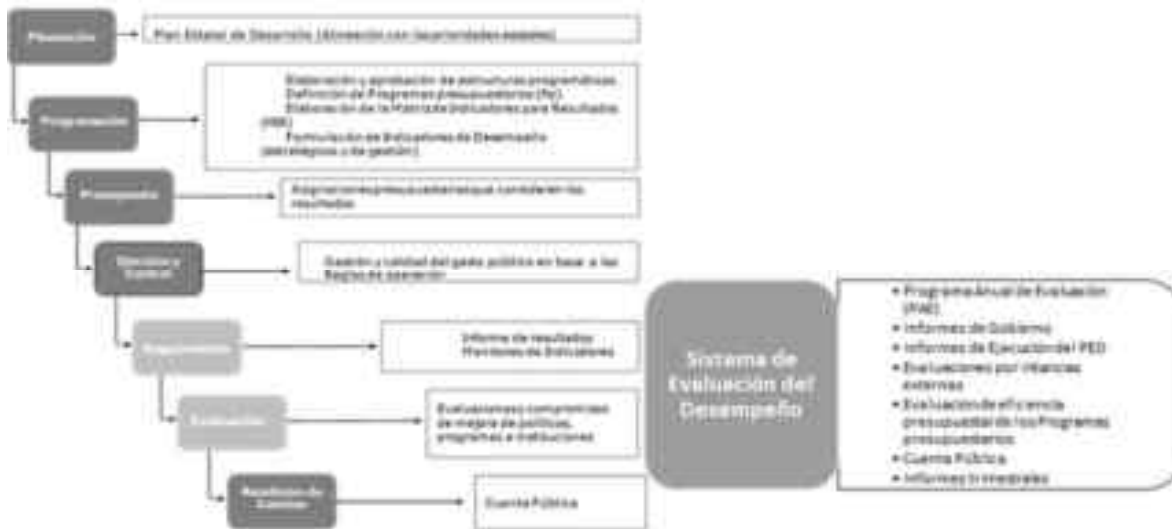 Planeación
Plan Estatal de Desarrollo (Alineación con las prioridades estatales)
Programación
Elaboración y aprobación de estructuras programáticas
Definición de Programas presupuestarios (Pp)
Elaboración de la Matriz de Indicadores para Resultados
(MIR)
Formulación de Indicadores de Desempeño
(estratégicos y de gestión)
Presupuesto
Asignaciones presupuestarias que consideren los
resultados
Ejercicio y
Control
Gestión y calidad del gasto público en base a las
Reglas de operación
Seguimiento
Informe de resultados
Monitoreo de Indicadores
Evaluación
Evaluaciones y compromisos
de mejora de políticas,
programas e instituciones
Rendición de
Cuentas
Cuenta Pública
Sistema de
Evaluación del
Desempeño
• Programa Anual de Evaluación
(PAE)
• Informes de Gobierno
• Informes de Ejecución del PED
• Evaluaciones por
externas
• Evaluación de eficiencia
presupuestal de los Programas
presupuestarios
• Cuenta Pública
• Informes trimestrales